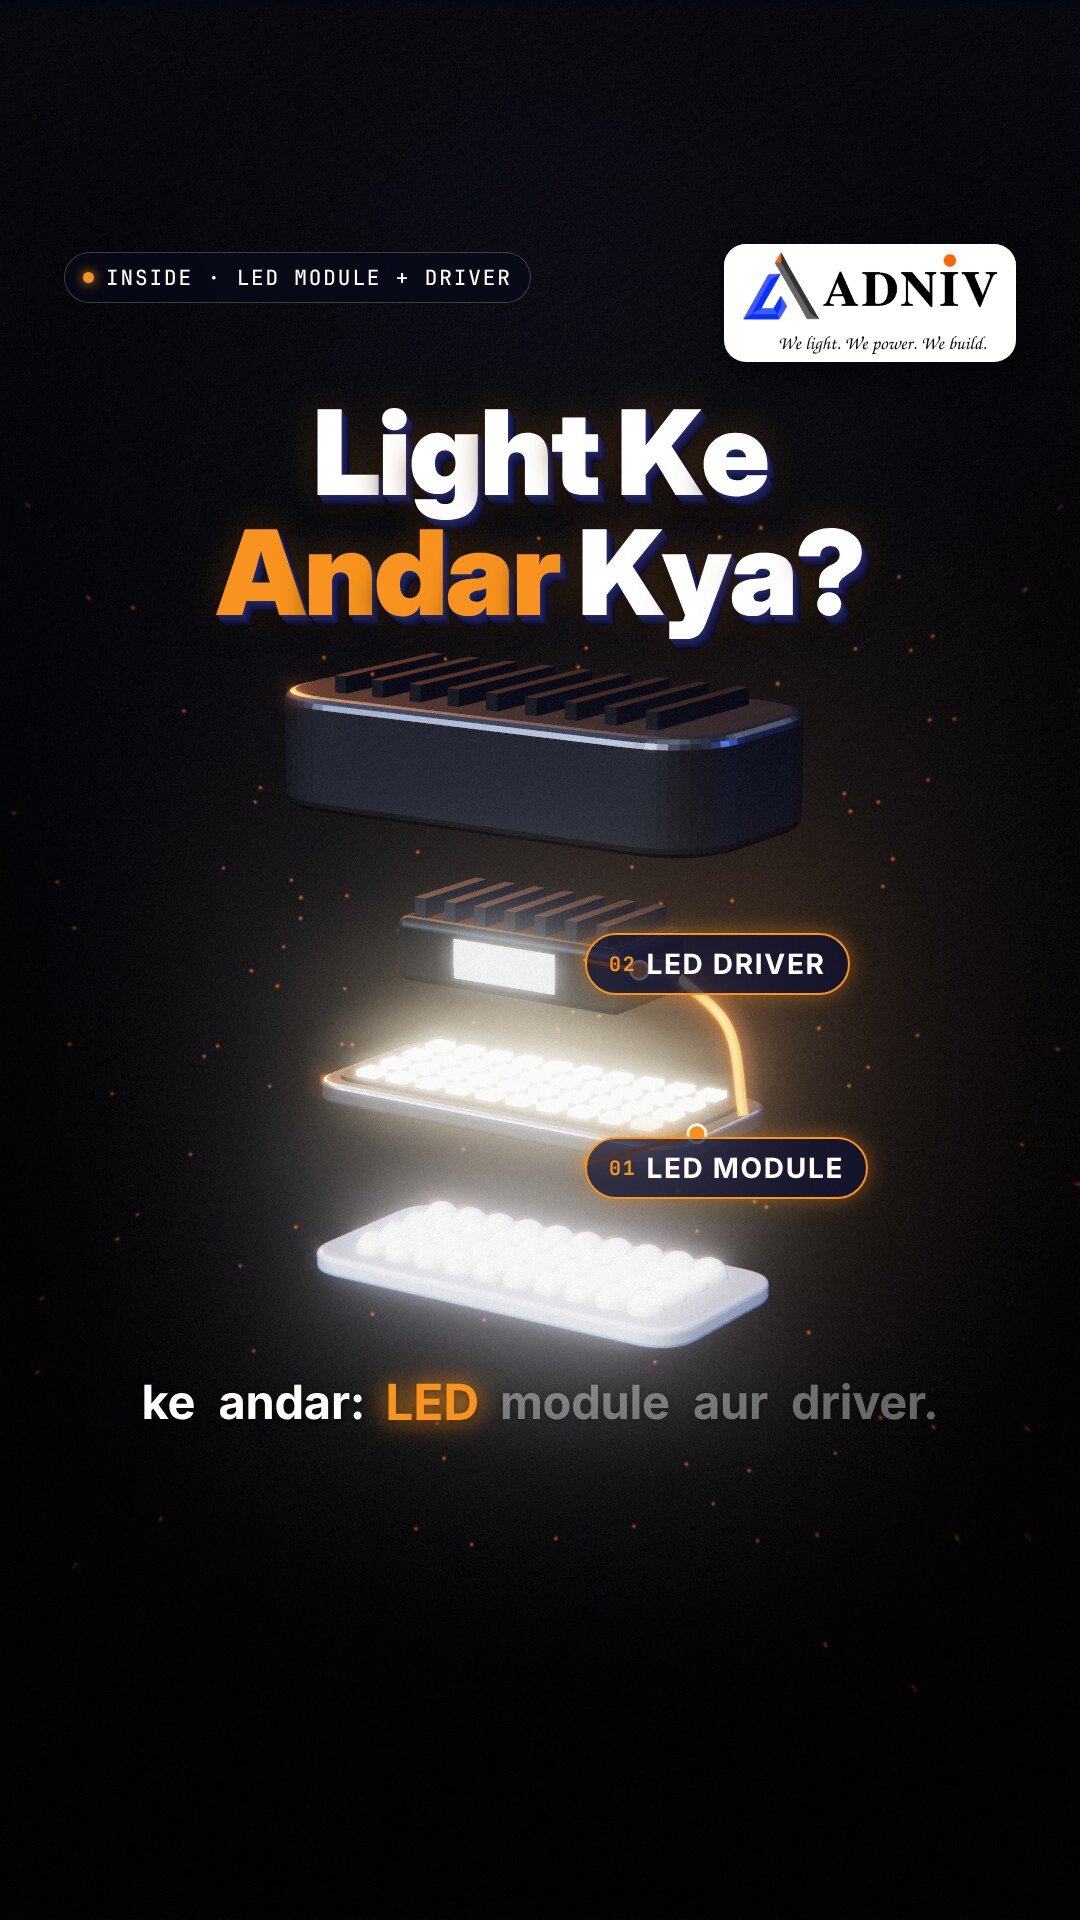 INSIDE · LED MODULE + DRIVER
ADNIV
We light. We power. We build.
Light Ke
Andar Kya?
02 LED DRIVER
01 LED MODULE
ke andar: LED module aur driver.